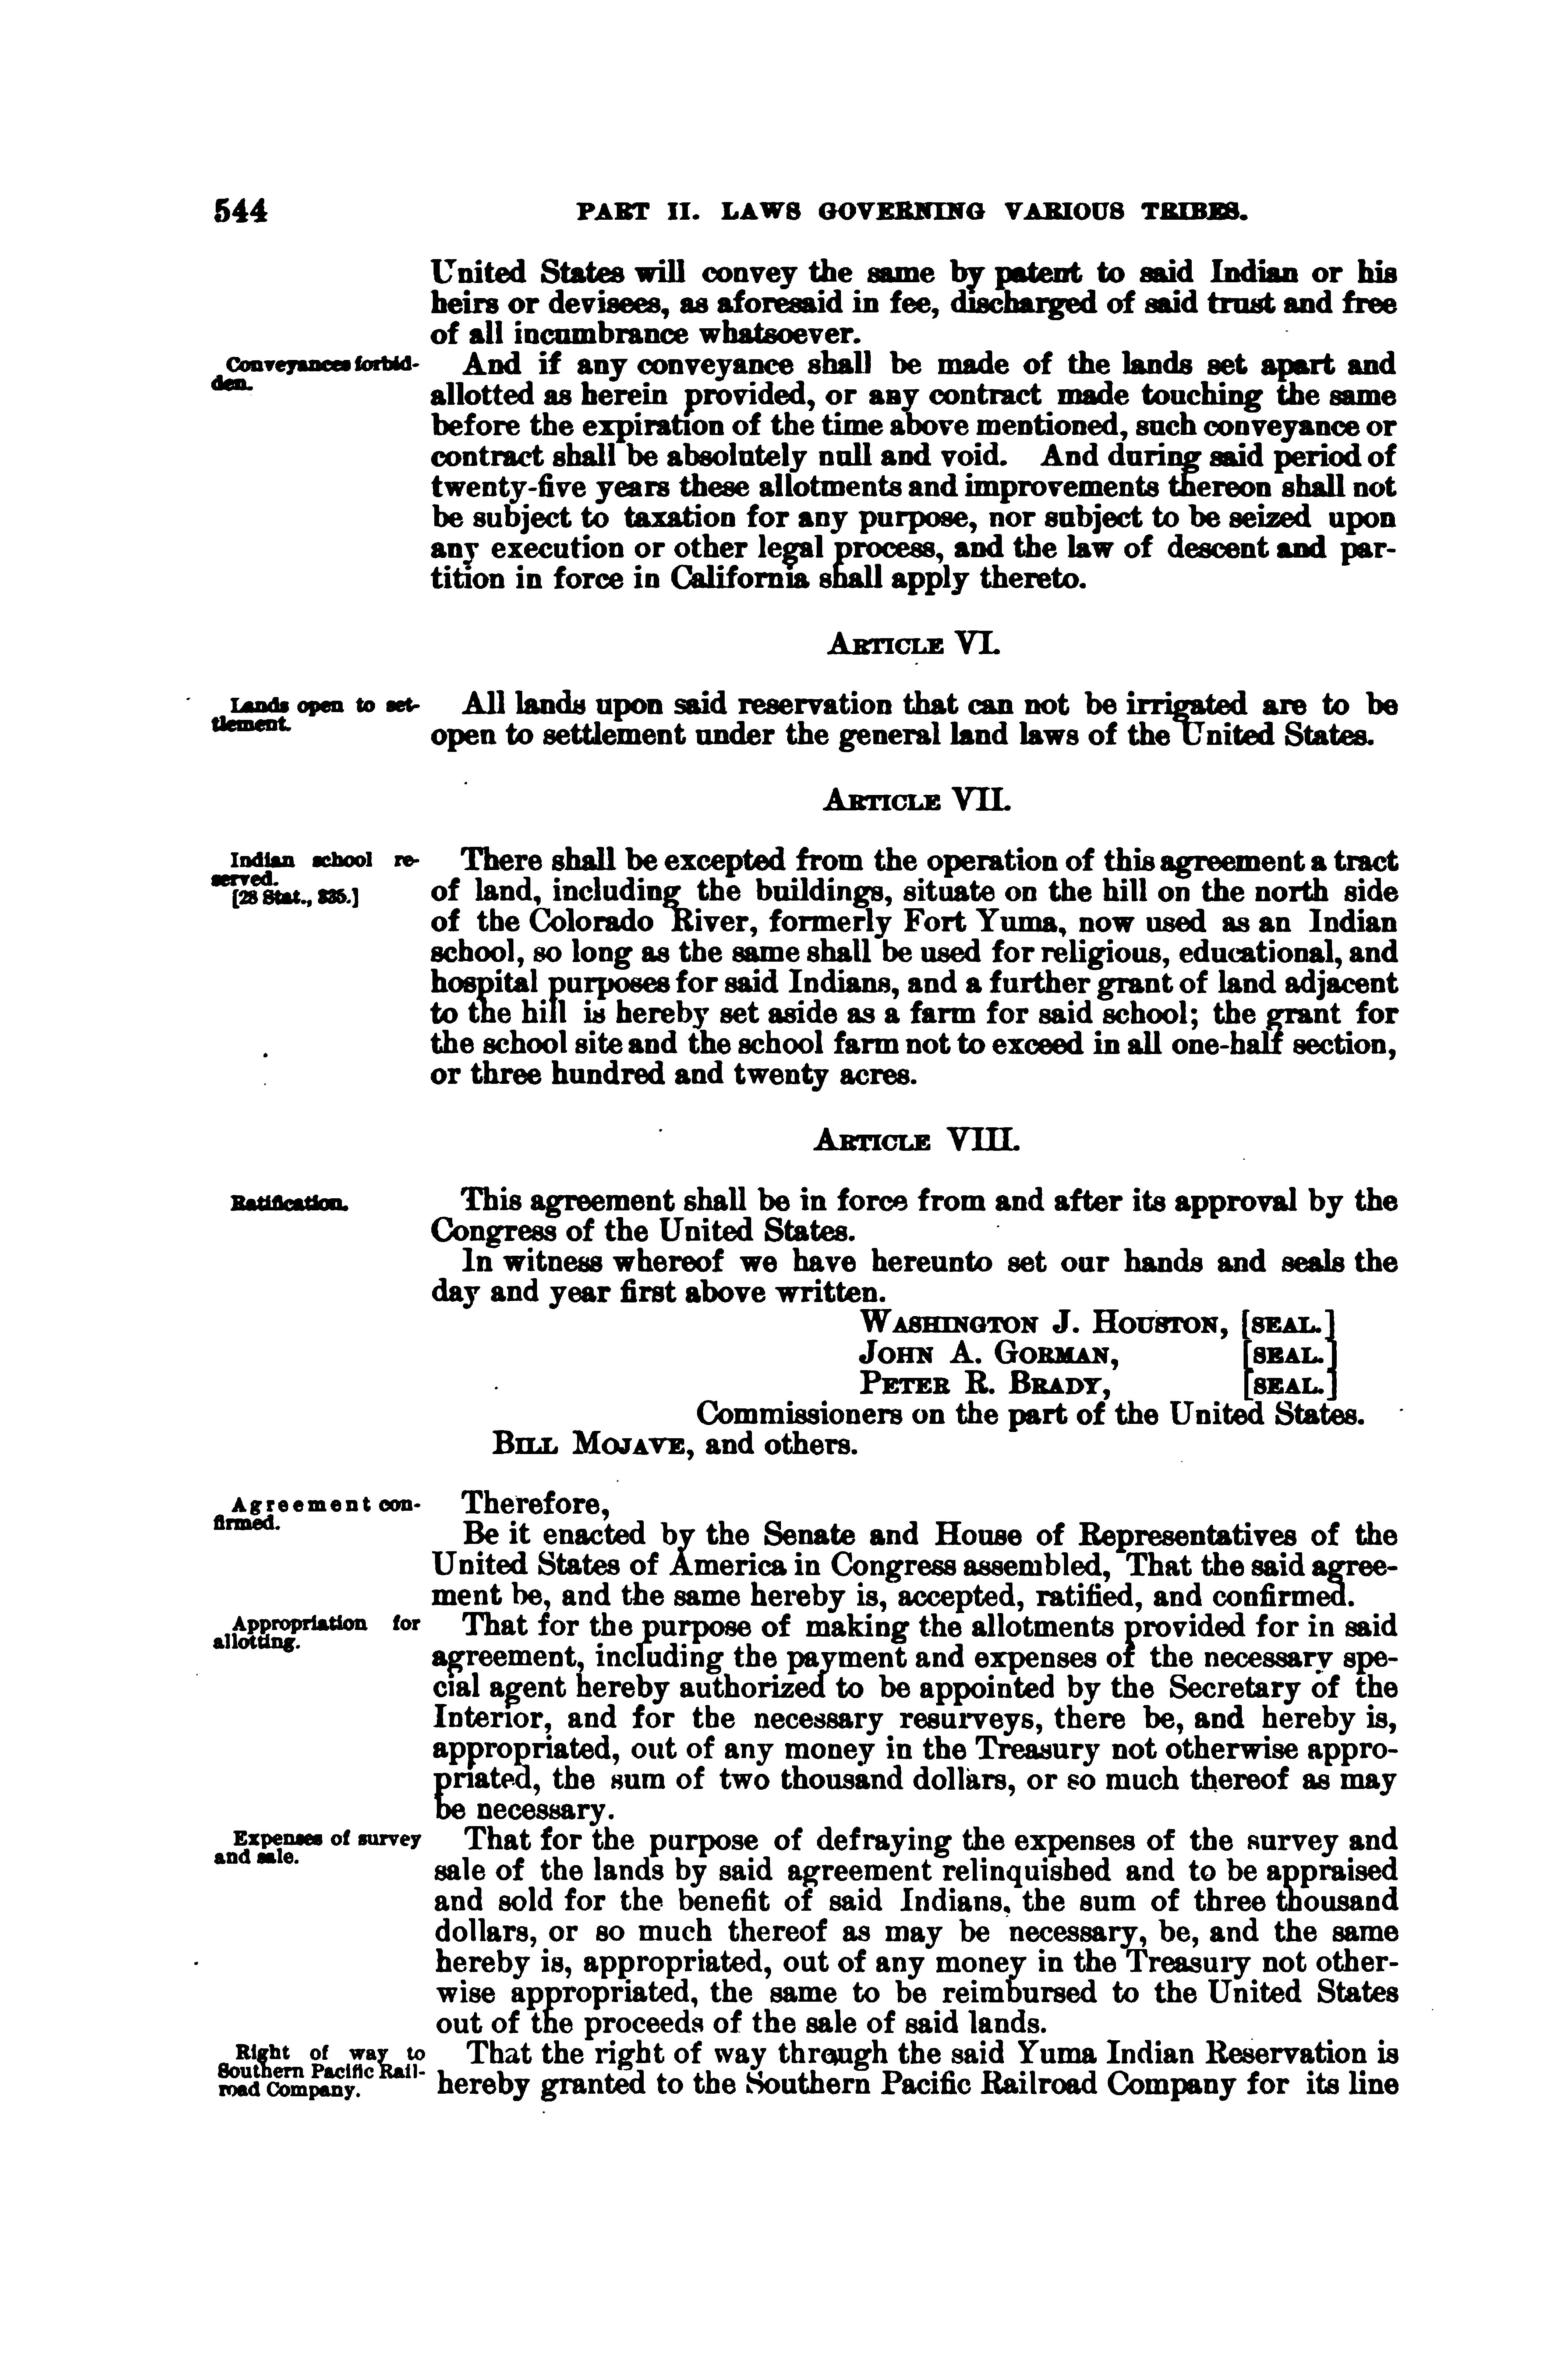 544 PART II. LAWS GOVERNING VARIOUS TRIBES.
United States will convey the same by patent to said Indian or his
heirs or devisees, as aforesaid in fee, discharged of said trust and free
of all incumbrance whatsoever.
Conveyances forbid-
den.
And if any conveyance shall be made of the lands set apart and
allotted as herein provided, or any contract made touching the same
before the expiration of the time above mentioned, such conveyance or
contract shall be absolutely null and void. And during said period of
twenty-five years these allotments and improvements thereon shall not
be subject to taxation for any purpose, nor subject to be seized upon
any execution or other legal process, and the law of descent and par-
tition in force in California shall apply thereto.
ARTICLE VI.
Lands open to set-
tlement.
All lands upon said reservation that can not be irrigated are to be
open to settlement under the general land laws of the United States.
ARTICLE VII.
Indian school re-
served.
[28 Stat., 335.]
There shall be excepted from the operation of this agreement a tract
of land, including the buildings, situate on the hill on the north side
of the Colorado River, formerly Fort Yuma, now used as an Indian
school, so long as the same shall be used for religious, educational, and
hospital purposes for said Indians, and a further grant of land adjacent
to the hill is hereby set aside as a farm for said school; the grant for
the school site and the school farm not to exceed in all one-half section,
or three hundred and twenty acres.
ARTICLE VIII.
Ratification.
This agreement shall be in force from and after its approval by the
Congress of the United States.
In witness whereof we have hereunto set our hands and seals the
day and year first above written.
WASHINGTON J. HOUSTON, [SEAL.]
JOHN A. GORMAN, [SEAL.]
PETER R. BRADY, [SEAL.]
Commissioners on the part of the United States.
BILL MOJAVE, and others.
Agreement con-
firmed.
Therefore,
Be it enacted by the Senate and House of Representatives of the
United States of America in Congress assembled, That the said agree-
ment be, and the same hereby is, accepted, ratified, and confirmed.
Appropriation for
allotting.
That for the purpose of making the allotments provided for in said
agreement, including the payment and expenses of the necessary spe-
cial agent hereby authorized to be appointed by the Secretary of the
Interior, and for the necessary resurveys, there be, and hereby is,
appropriated, out of any money in the Treasury not otherwise appro-
priated, the sum of two thousand dollars, or so much thereof as may
be necessary.
Expenses of survey
and sale.
That for the purpose of defraying the expenses of the survey and
sale of the lands by said agreement relinquished and to be appraised
and sold for the benefit of said Indians, the sum of three thousand
dollars, or so much thereof as may be necessary, be, and the same
hereby is, appropriated, out of any money in the Treasury not other-
wise appropriated, the same to be reimbursed to the United States
out of the proceeds of the sale of said lands.
Right of way to
Southern Pacific Rail-
road Company.
That the right of way through the said Yuma Indian Reservation is
hereby granted to the Southern Pacific Railroad Company for its line